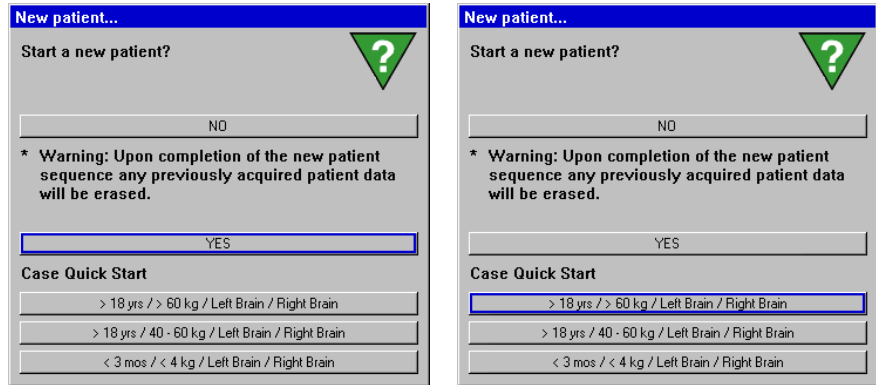 New patient...
Start a new patient?
?
NO
* Warning: Upon completion of the new patient
sequence any previously acquired patient data
will be erased.
YES
Case Quick Start
> 18 yrs / > 60 kg / Left Brain / Right Brain
> 18 yrs / 40 - 60 kg / Left Brain / Right Brain
< 3 mos / < 4 kg / Left Brain / Right Brain
New patient...
Start a new patient?
?
NO
* Warning: Upon completion of the new patient
sequence any previously acquired patient data
will be erased.
YES
Case Quick Start
> 18 yrs / > 60 kg / Left Brain / Right Brain
> 18 yrs / 40 - 60 kg / Left Brain / Right Brain
< 3 mos / < 4 kg / Left Brain / Right Brain